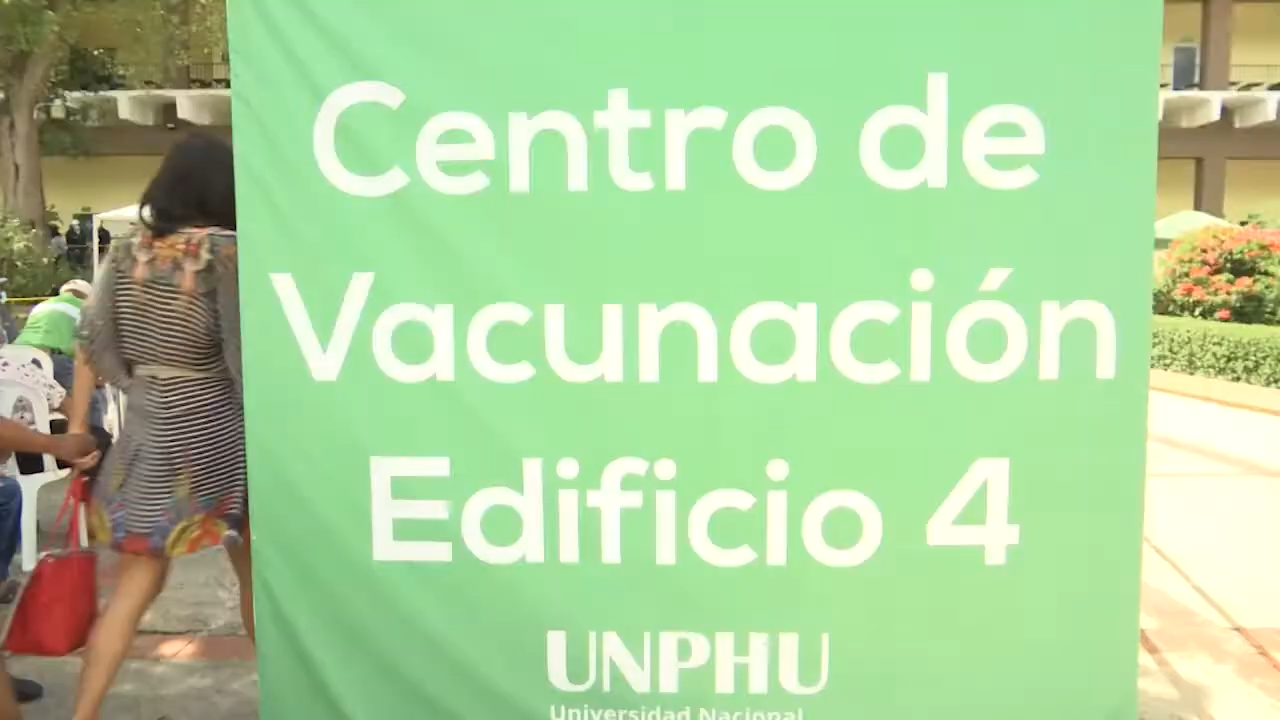 Centro de
Vacunación
Edificio 4
UNPHU
Universidad Nacional